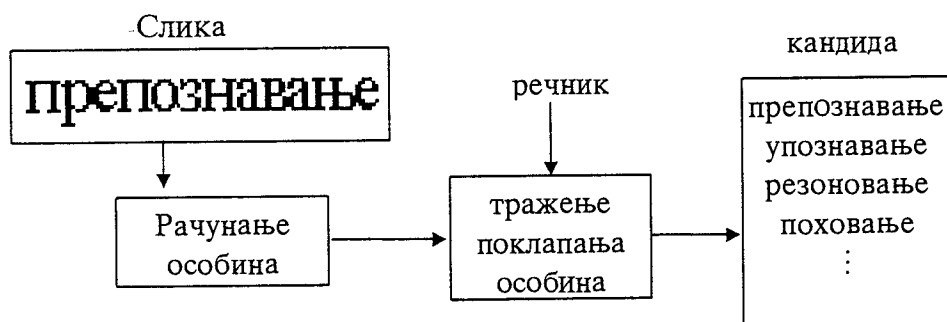 Слика
препознавање
Рачунање
особина
речник
тражење
поклапања
особина
кандида
препознавање
упознавање
резоновање
поховање
⋮